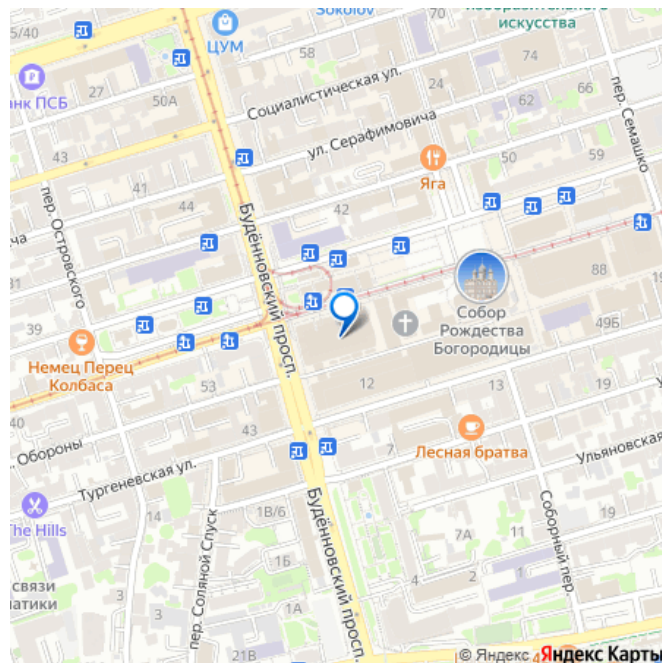 Sokolov
искусства
5/40
ЦУМ
58
70
74
Социалистическая ул.
66
ПСБ
27
50А
62
пер. Семашко
ул. Серафимовича
43
41
50
59
Яга
44
42
пер. Островского
Будённовский просп.
88
31
39
Собор
Рождества
Богородицы
49Б
Немец Перец
Колбаса
53
12
13
19
40
43
Обороны
Лесная братва
Ульяновская
Тургеневская ул.
The Hills
14
1В/6
7А
11
19
Будённовский просп.
пер. Соляной Спуск
1Б
Соборный пер.
связи
4
2
1А
21В
© Яндекс Яндекс Карты